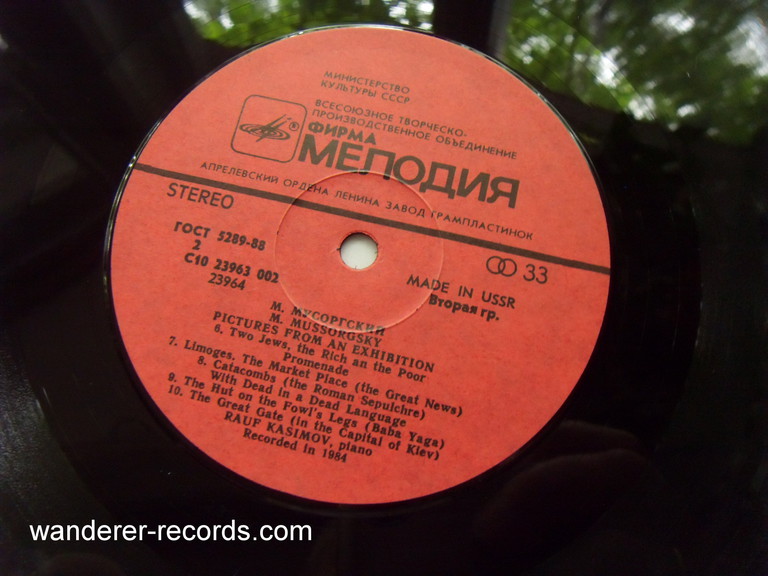 МИНИСТЕРСТВО
КУЛЬТУРЫ СССР
ВСЕСОЮЗНОЕ ТВОРЧЕСКО-
ПРОИЗВОДСТВЕННОЕ ОБЪЕДИНЕНИЕ
ФИРМА
МЕЛОДИЯ
АПРЕЛЕВСКИЙ ОРДЕНА ЛЕНИНА ЗАВОД ГРАМПЛАСТИНОК
STEREO
33
ГОСТ 5289-88
2
С10 23963 002
23964
MADE IN USSR
Вторая гр.
М. МУСОРГСКИЙ
M. MUSSORGSKY
PICTURES FROM AN EXHIBITION
6. Two Jews, the Rich an the Poor
Promenade
7. Limoges. The Market Place (the Great News)
8. Catacombs (the Roman Sepulchre)
With Dead in a Dead Language
9. The Hut on the Fowl's Legs (Baba Yaga)
10. The Great Gate (in the Capital of Kiev)
RAUF KASIMOV, piano
Recorded in 1984
wanderer-records.com